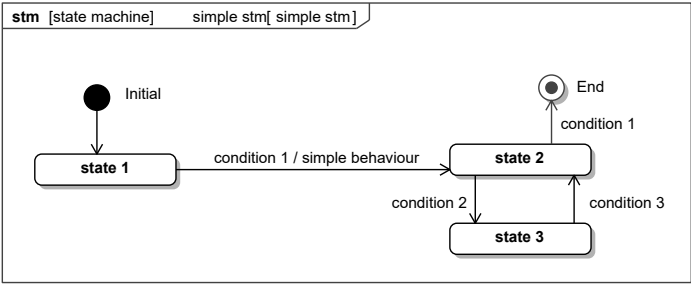 stm [state machine] simple stm[ simple stm]
Initial
End
condition 1
state 1
condition 1 / simple behaviour
state 2
condition 2
condition 3
state 3